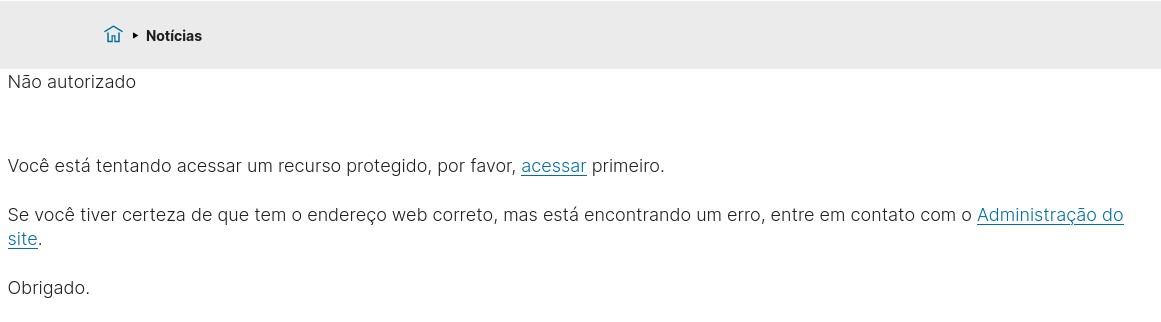 Notícias
Não autorizado
Você está tentando acessar um recurso protegido, por favor, acessar primeiro.
Se você tiver certeza de que tem o endereço web correto, mas está encontrando um erro, entre em contato com o Administração do
site.
Obrigado.